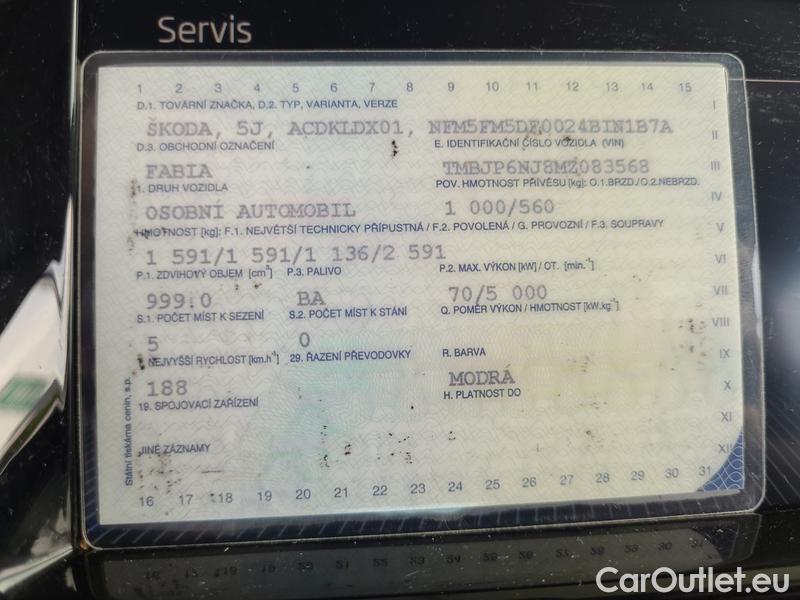 Servis
1 2 3 4 5 6 7 8 9 10 11 12 13 14 15
D.1. TOVÁRNÍ ZNAČKA, D.2. TYP, VARIANTA, VERZE
I
ŠKODA, 5J, ACDKLDX01, NFM5FM5DF0024BIN1B7A
II
D.3. OBCHODNÍ OZNAČENÍ E. IDENTIFIKAČNÍ ČÍSLO VOZIDLA (VIN)
FABIA TMBJP6NJ8MZ083568
III
1. DRUH VOZIDLA POV. HMOTNOST PŘÍVĚSU [kg]: O.1.BRZD./O.2.NEBRZD.
OSOBNÍ AUTOMOBIL 1 000/560
IV
HMOTNOST [kg]: F.1. NEJVĚTŠÍ TECHNICKY PŘÍPUSTNÁ / F.2. POVOLENÁ / G. PROVOZNÍ / F.3. SOUPRAVY
V
1 591/1 591/1 136/2 591
VI
P.1. ZDVIHOVÝ OBJEM [cm³] P.3. PALIVO P.2. MAX. VÝKON [kW] / OT. [min.⁻¹]
999.0 BA 70/5 000
VII
S.1. POČET MÍST K SEZENÍ S.2. POČET MÍST K STÁNÍ Q. POMĚR VÝKON / HMOTNOST [kW.kg⁻¹]
VIII
5 0
NEJVYŠŠÍ RYCHLOST [km.h⁻¹] 29. ŘAZENÍ PŘEVODOVKY R. BARVA
IX
188 MODRÁ
X
19. SPOJOVACÍ ZAŘÍZENÍ H. PLATNOST DO
XI
JINÉ ZÁZNAMY
XII
Státní tiskárna cenin, s.p.
16 17 18 19 20 21 22 23 24 25 26 27 28 29 30 31
CarOutlet.eu